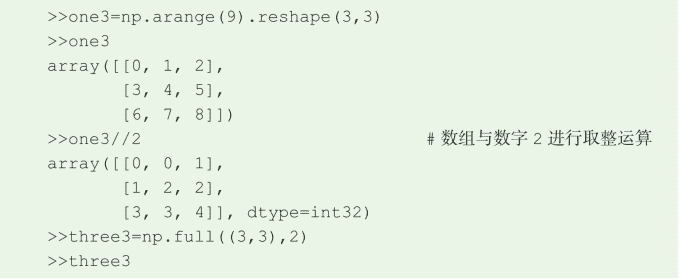 >>one3=np.arange(9).reshape(3,3)
>>one3
array([[0, 1, 2],
       [3, 4, 5],
       [6, 7, 8]])
>>one3//2                    # 数组与数字 2 进行取整运算
array([[0, 0, 1],
       [1, 2, 2],
       [3, 3, 4]], dtype=int32)
>>three3=np.full((3,3),2)
>>three3